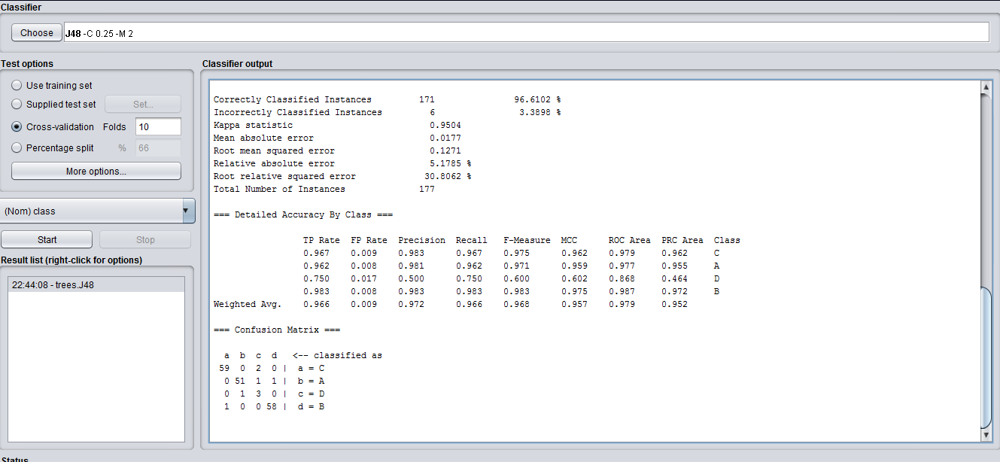 Classifier
Choose J48 -C 0.25 -M 2
Test options
Use training set
Supplied test set Set...
Cross-validation Folds 10
Percentage split % 66
More options...
(Nom) class
Start Stop
Result list (right-click for options)
22:44:08 - trees.J48
Classifier output
Correctly Classified Instances 171 96.6102 %
Incorrectly Classified Instances 6 3.3898 %
Kappa statistic 0.9504
Mean absolute error 0.0177
Root mean squared error 0.1271
Relative absolute error 5.1785 %
Root relative squared error 30.8062 %
Total Number of Instances 177
=== Detailed Accuracy By Class ===
TP Rate FP Rate Precision Recall F-Measure MCC ROC Area PRC Area Class
0.967 0.009 0.983 0.967 0.975 0.962 0.979 0.962 C
0.962 0.008 0.981 0.962 0.971 0.959 0.977 0.955 A
0.750 0.017 0.500 0.750 0.600 0.602 0.868 0.464 D
0.983 0.008 0.983 0.983 0.983 0.975 0.987 0.972 B
Weighted Avg. 0.966 0.009 0.972 0.966 0.968 0.957 0.979 0.952
=== Confusion Matrix ===
a b c d <-- classified as
59 0 2 0 | a = C
0 51 1 1 | b = A
0 1 3 0 | c = D
1 0 0 58 | d = B
Status